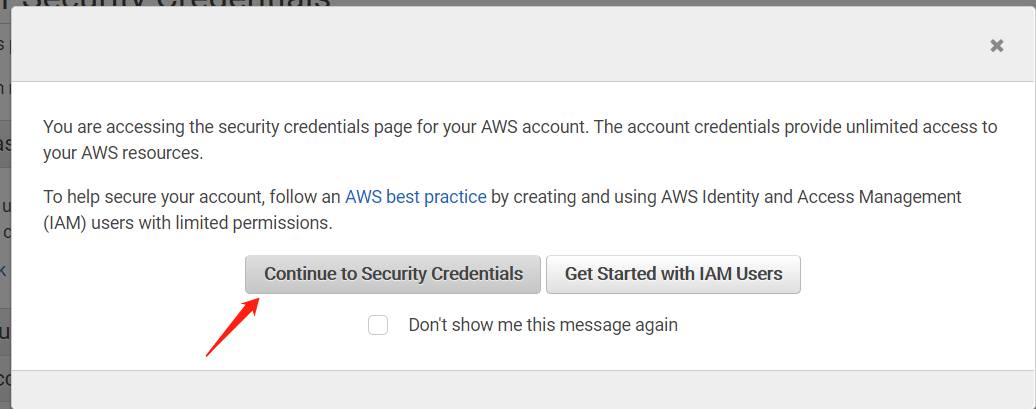 Security Credentials
You are accessing the security credentials page for your AWS account. The account credentials provide unlimited access to
your AWS resources.
To help secure your account, follow an AWS best practice by creating and using AWS Identity and Access Management
(IAM) users with limited permissions.
Continue to Security Credentials
Get Started with IAM Users
Don't show me this message again